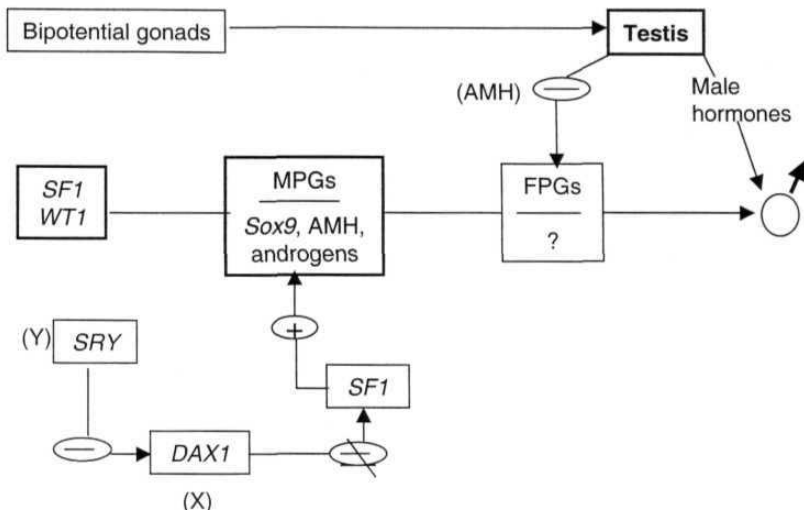 Bipotential gonads
Testis
(AMH)
Male
hormones
SF1
WT1
MPGs
Sox9, AMH,
androgens
FPGs
?
+
(Y)
SRY
SF1
DAX1
(X)